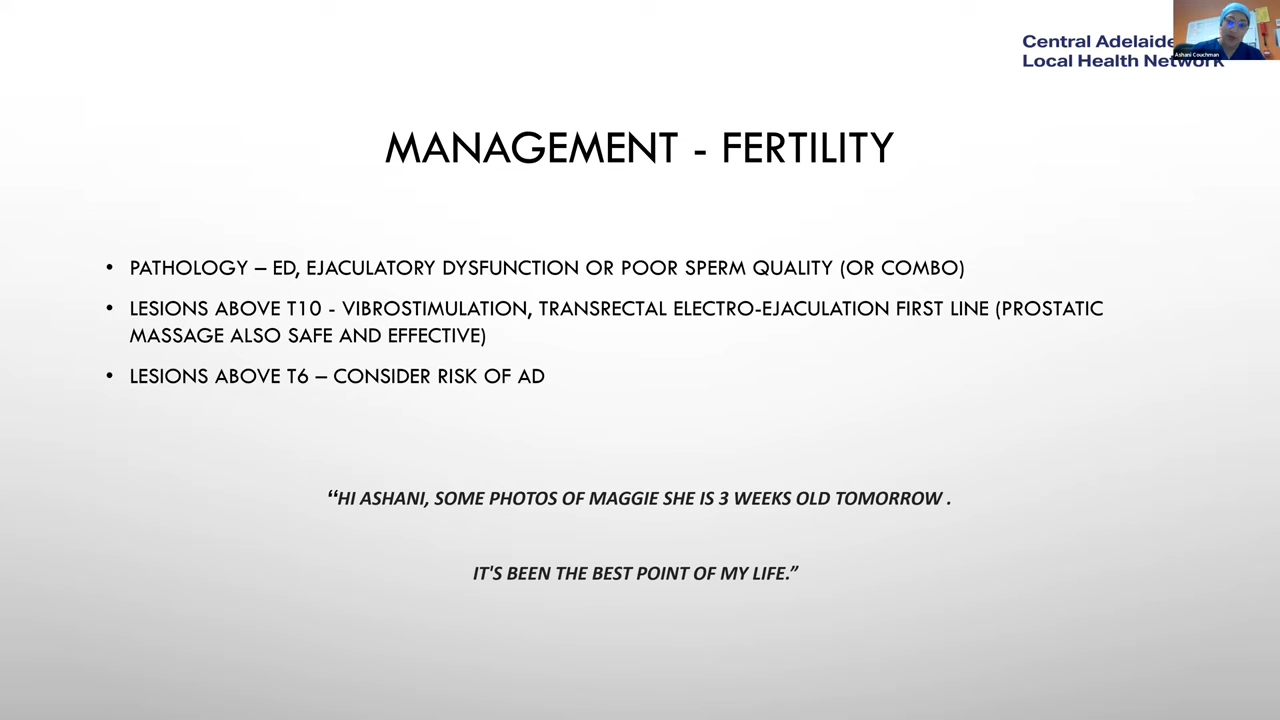 Central Adelaide
Local Health Network
Ashani Couchman
MANAGEMENT - FERTILITY
• PATHOLOGY – ED, EJACULATORY DYSFUNCTION OR POOR SPERM QUALITY (OR COMBO)
• LESIONS ABOVE T10 - VIBROSTIMULATION, TRANSRECTAL ELECTRO-EJACULATION FIRST LINE (PROSTATIC
MASSAGE ALSO SAFE AND EFFECTIVE)
• LESIONS ABOVE T6 – CONSIDER RISK OF AD
“HI ASHANI, SOME PHOTOS OF MAGGIE SHE IS 3 WEEKS OLD TOMORROW .
IT'S BEEN THE BEST POINT OF MY LIFE.”